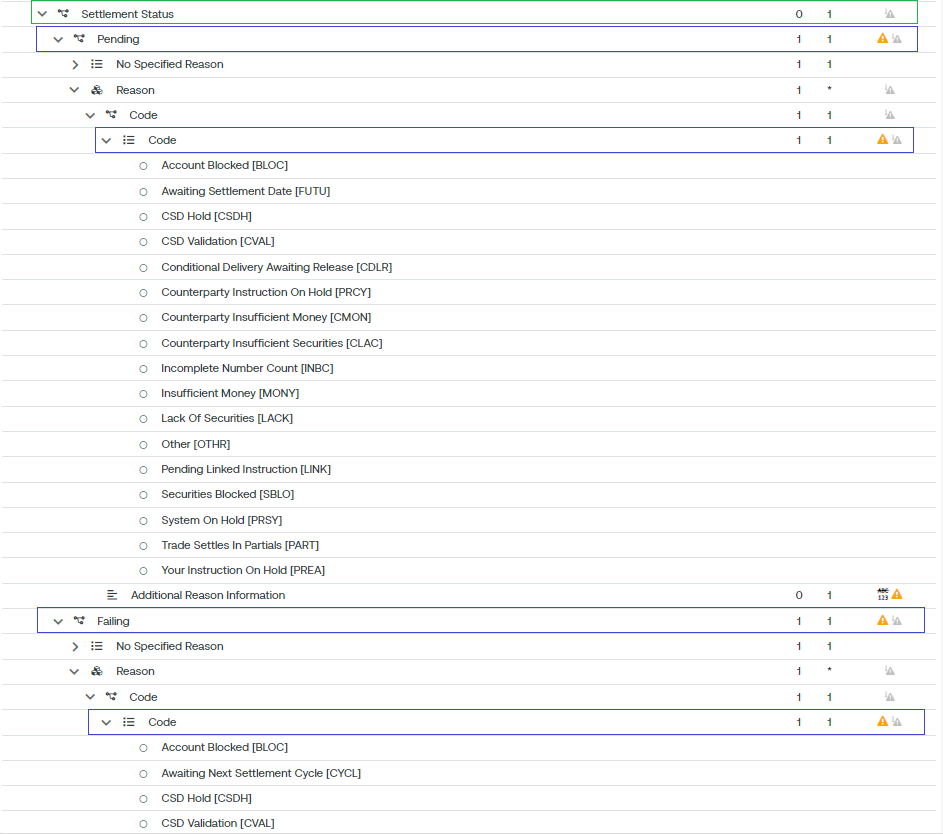 Settlement Status 0 1
Pending 1 1
No Specified Reason 1 1
Reason 1 *
Code 1 1
Code 1 1
Account Blocked [BLOC]
Awaiting Settlement Date [FUTU]
CSD Hold [CSDH]
CSD Validation [CVAL]
Conditional Delivery Awaiting Release [CDLR]
Counterparty Instruction On Hold [PRCY]
Counterparty Insufficient Money [CMON]
Counterparty Insufficient Securities [CLAC]
Incomplete Number Count [INBC]
Insufficient Money [MONY]
Lack Of Securities [LACK]
Other [OTHR]
Pending Linked Instruction [LINK]
Securities Blocked [SBLO]
System On Hold [PRSY]
Trade Settles In Partials [PART]
Your Instruction On Hold [PREA]
Additional Reason Information 0 1 ABC 123
Failing 1 1
No Specified Reason 1 1
Reason 1 *
Code 1 1
Code 1 1
Account Blocked [BLOC]
Awaiting Next Settlement Cycle [CYCL]
CSD Hold [CSDH]
CSD Validation [CVAL]